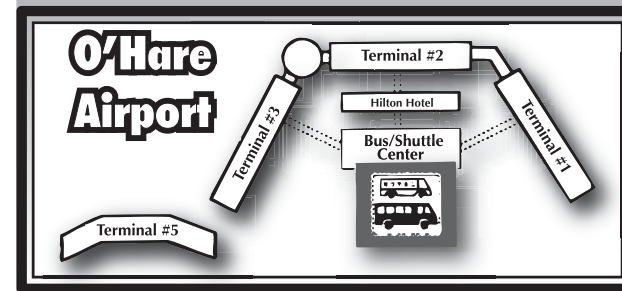 O'Hare
Airport
Terminal #2
Hilton Hotel
Terminal #3
Bus/Shuttle
Center
Terminal #1
Terminal #5